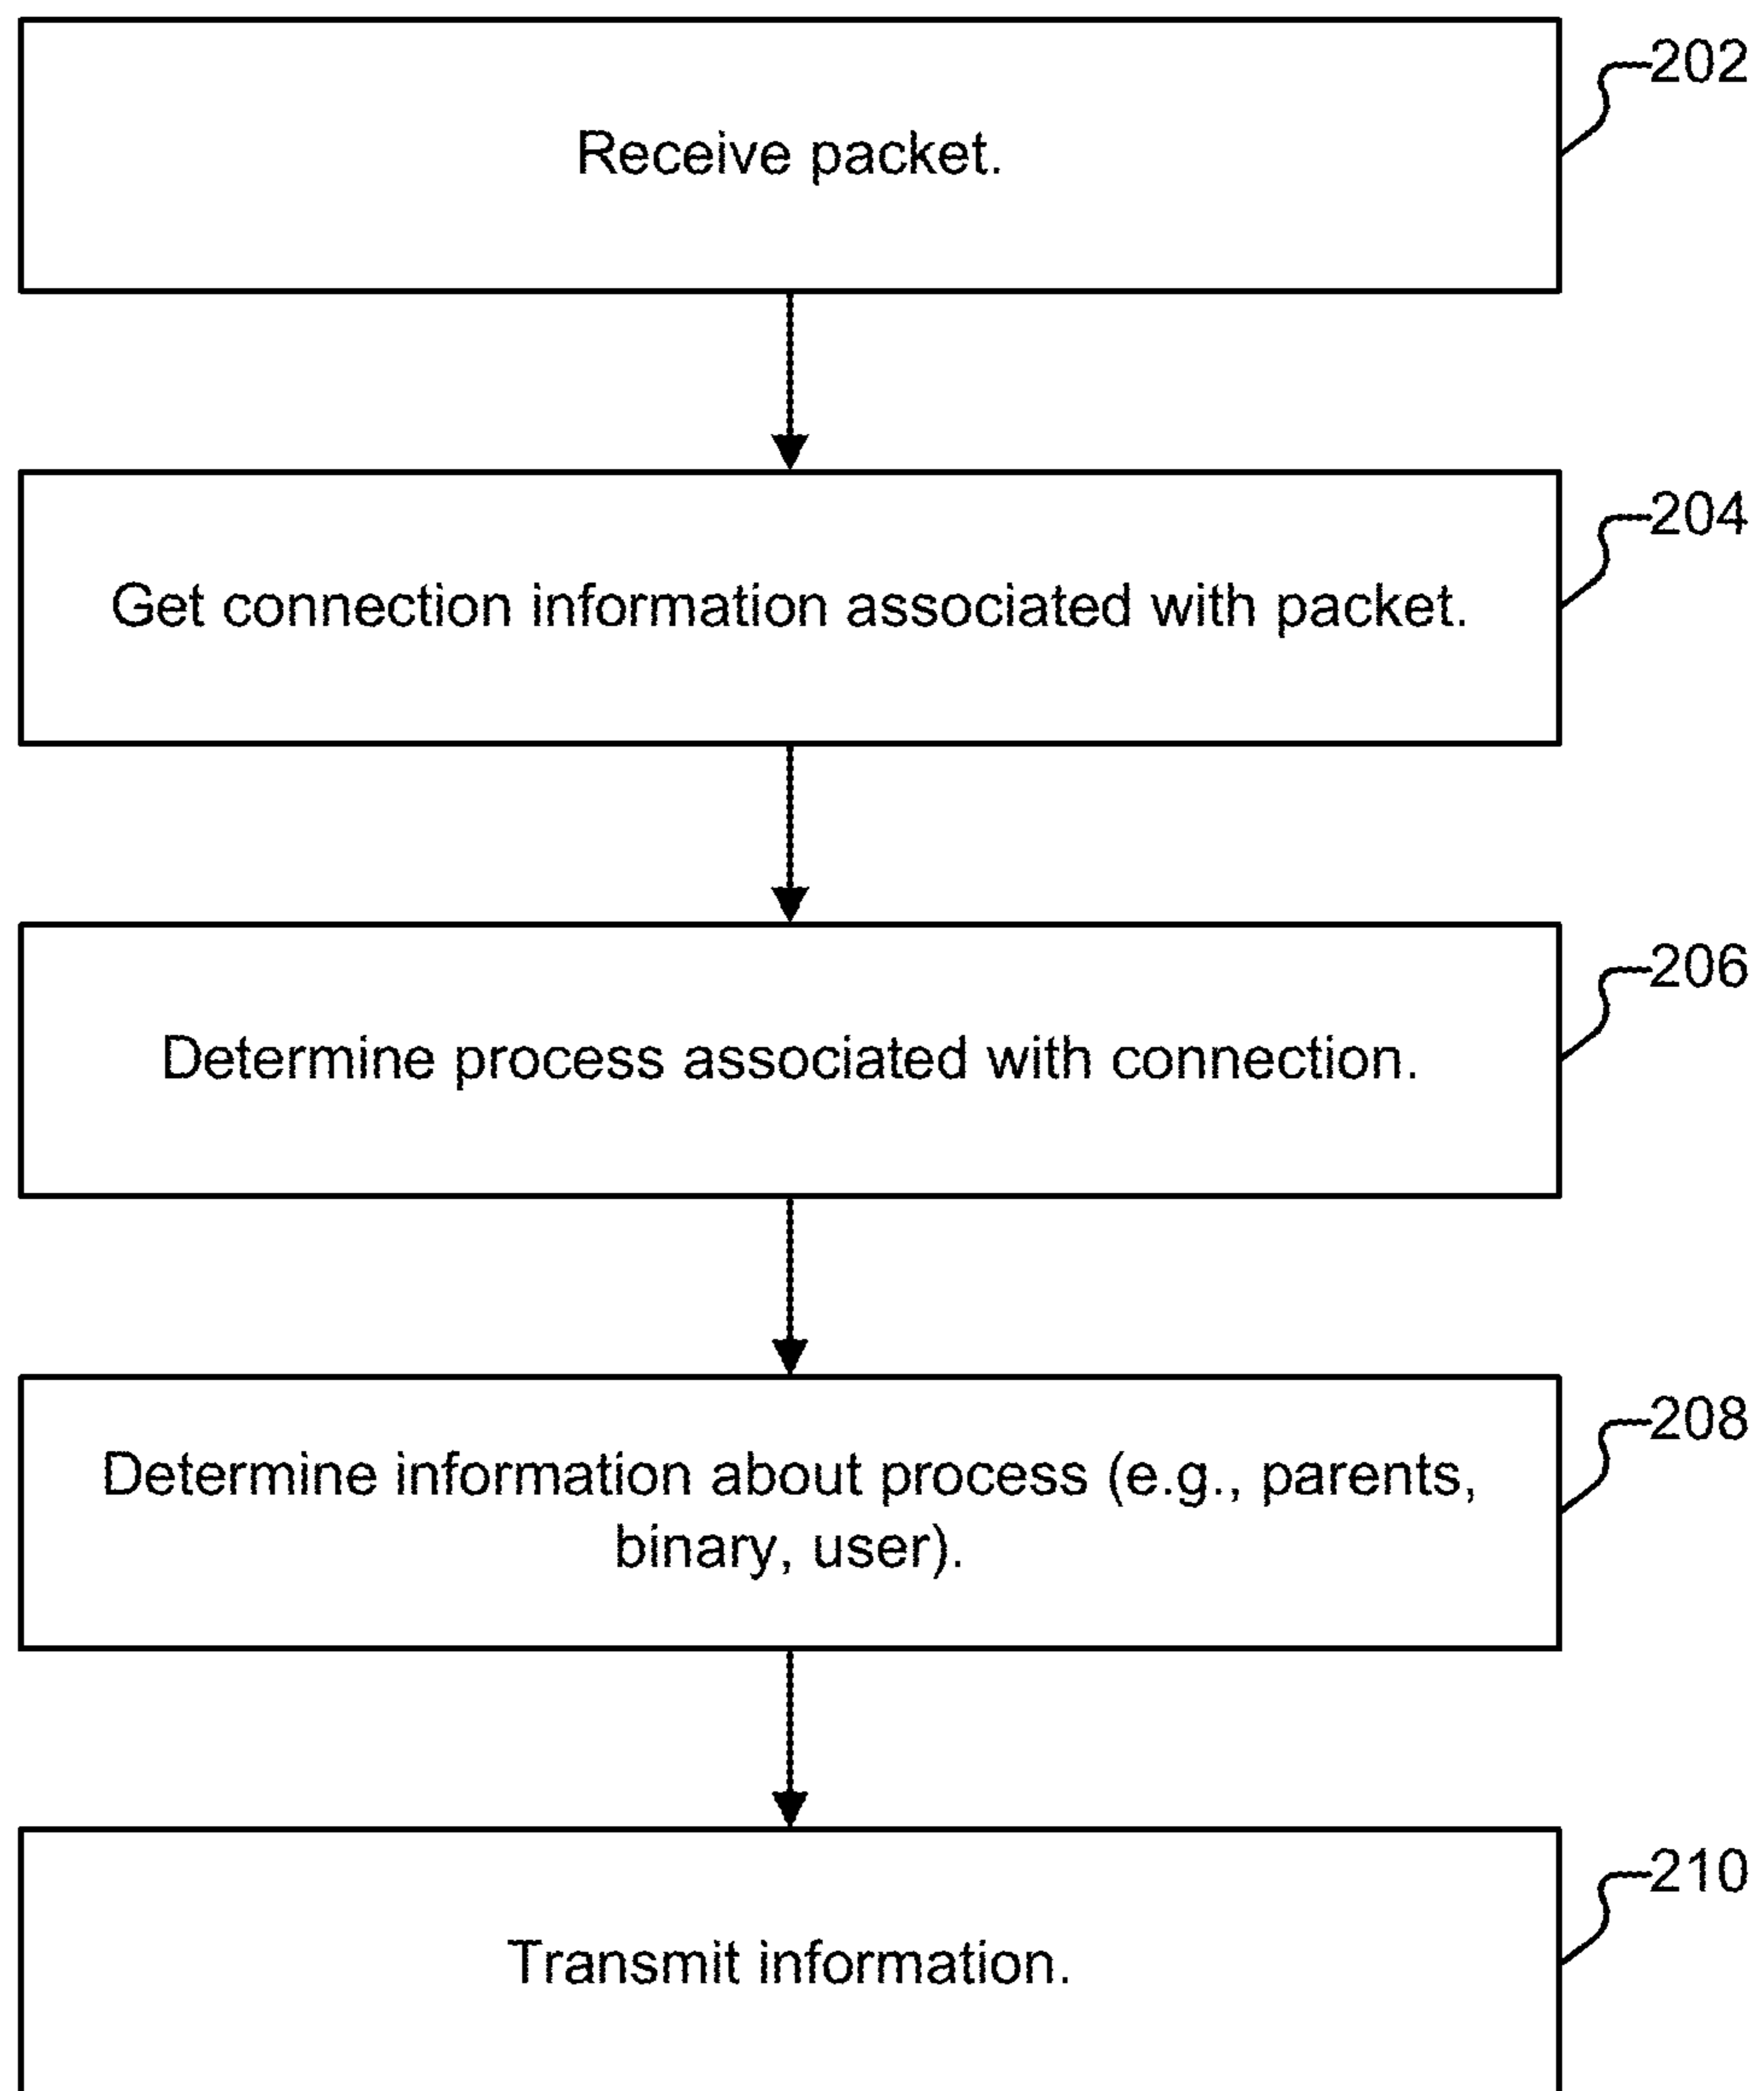 202
Receive packet.
204
Get connection information associated with packet.
206
Determine process associated with connection.
208
Determine information about process (e.g., parents,
binary, user).
210
Transmit information.